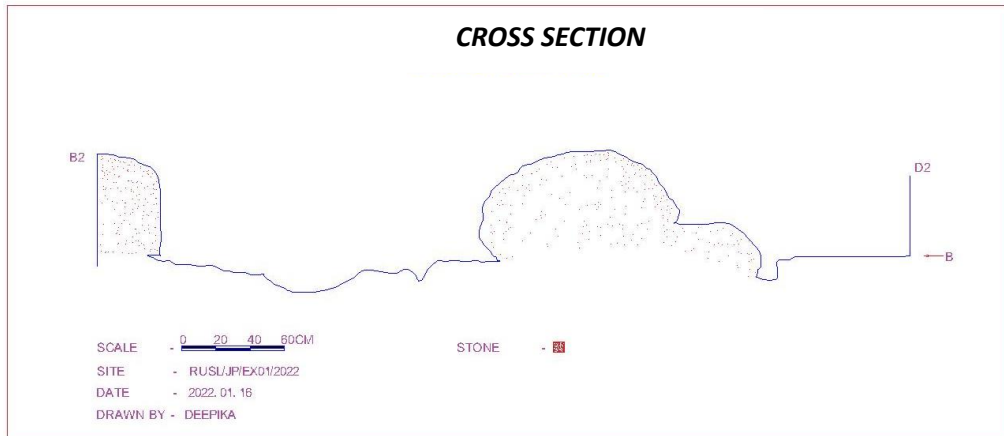 CROSS SECTION
B2
D2
B
0 20 40 60CM
SCALE -
STONE -
SITE - RUSL/JP/EX01/2022
DATE - 2022. 01. 16
DRAWN BY - DEEPIKA